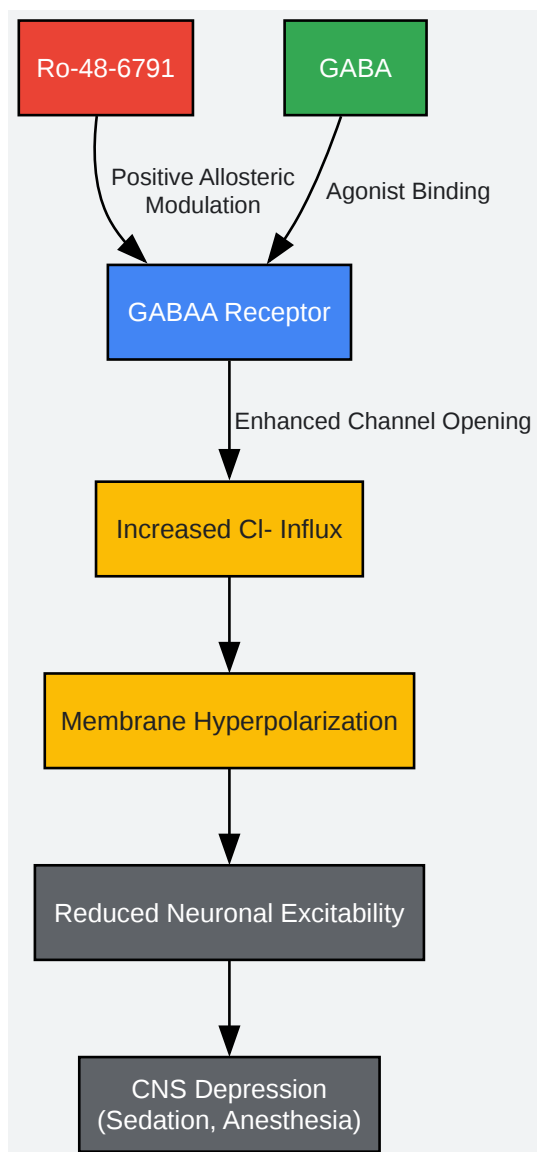 Ro-48-6791
GABA
Positive Allosteric
Modulation
Agonist Binding
GABAA Receptor
Enhanced Channel Opening
Increased Cl- Influx
Membrane Hyperpolarization
Reduced Neuronal Excitability
CNS Depression
(Sedation, Anesthesia)